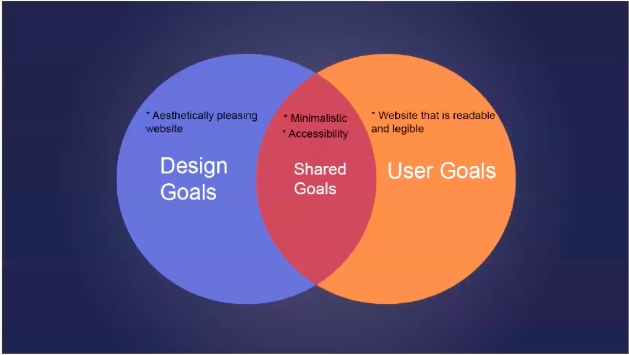 * Aesthetically pleasing
website
Design
Goals
* Minimalistic
* Accessibility
Shared
Goals
* Website that is readable
and legible
User Goals